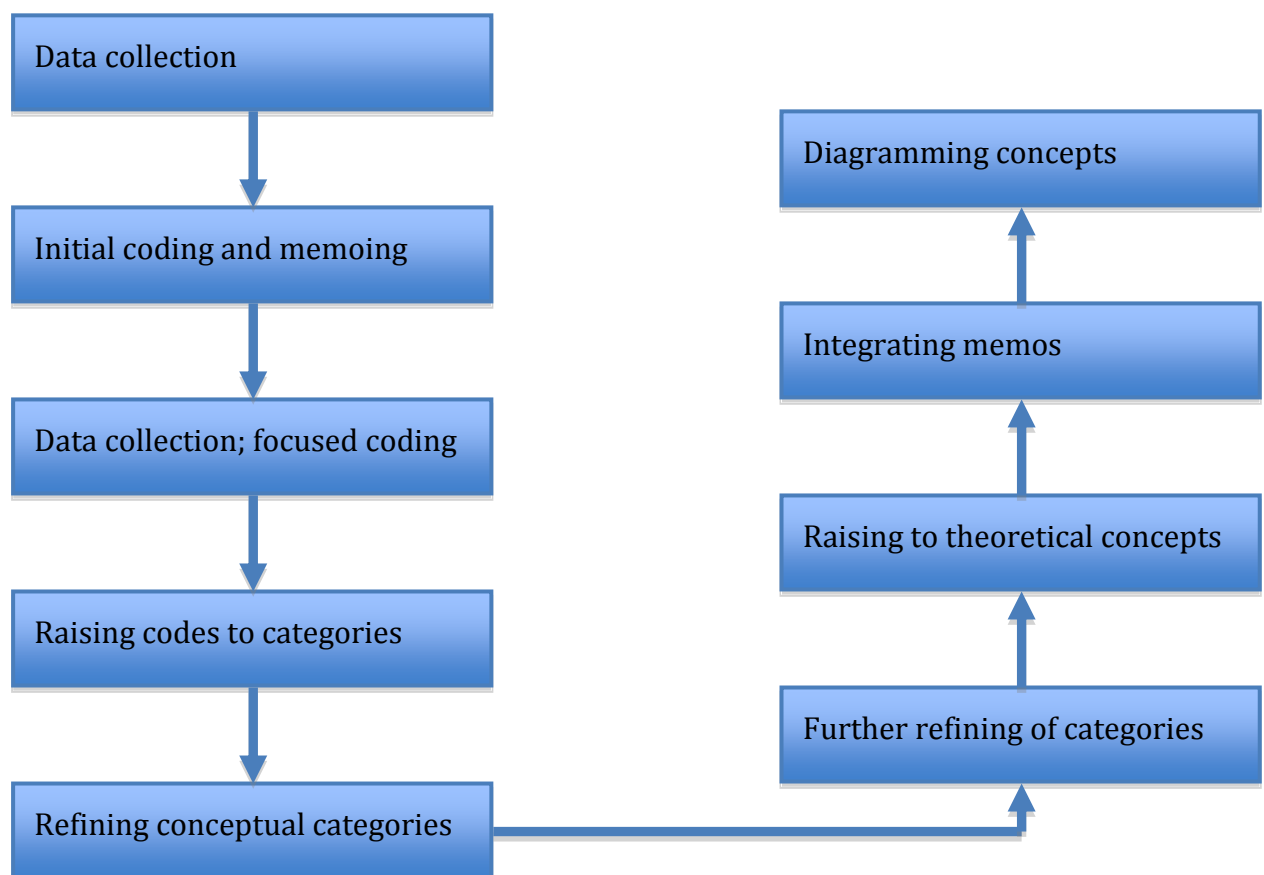 Data collection
Initial coding and memoing
Data collection; focused coding
Raising codes to categories
Refining conceptual categories
Further refining of categories
Raising to theoretical concepts
Integrating memos
Diagramming concepts